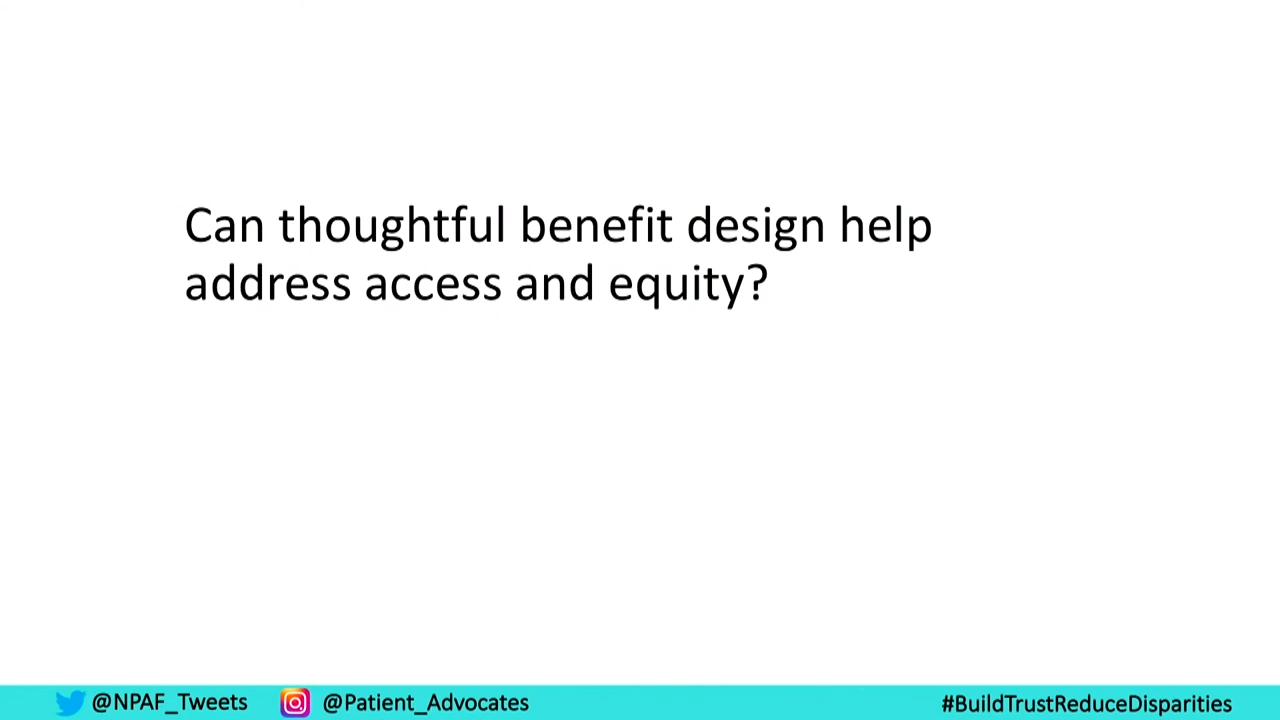 Can thoughtful benefit design help
address access and equity?
@NPAF_Tweets @Patient_Advocates #BuildTrustReduceDisparities